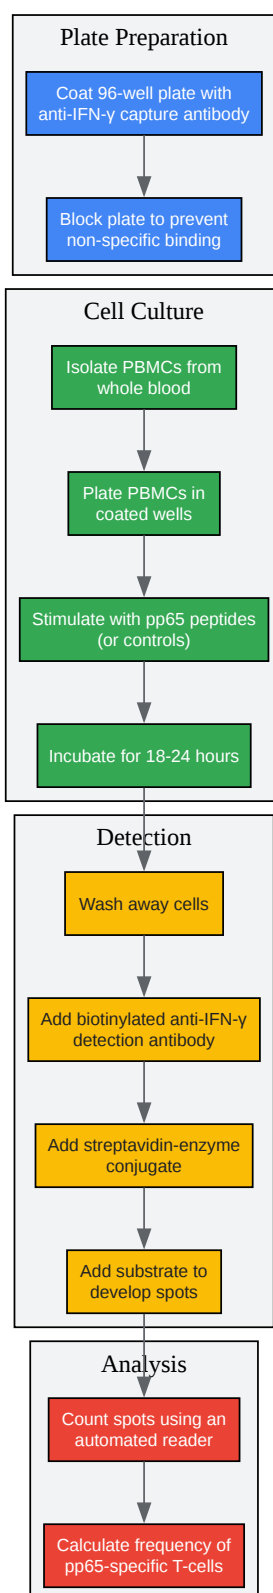 Plate Preparation
Coat 96-well plate with
anti-IFN-γ capture antibody
Block plate to prevent
non-specific binding
Cell Culture
Isolate PBMCs from
whole blood
Plate PBMCs in
coated wells
Stimulate with pp65 peptides
(or controls)
Incubate for 18-24 hours
Detection
Wash away cells
Add biotinylated anti-IFN-γ
detection antibody
Add streptavidin-enzyme
conjugate
Add substrate to
develop spots
Analysis
Count spots using an
automated reader
Calculate frequency of
pp65-specific T-cells